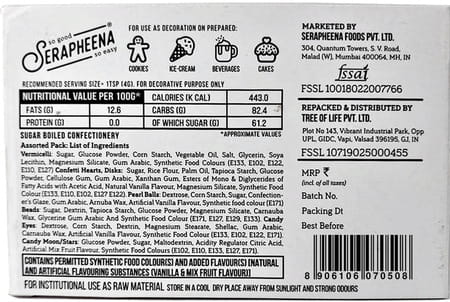 so good
SERAPHEENA
so easy
FOR USE AS DECORATION ON PREPARED:
COOKIES
ICE-CREAM
BEVERAGES
CAKES
RECOMMENDED SERVING SIZE= 1TSP (4G). FOR DECORATIVE PURPOSE ONLY
NUTRITIONAL VALUE PER 100G* CALORIES (K CAL) 443.0
FATS (G) 12.6 CARBS (G) 82.4
PROTEIN (G) 0.0 OF WHICH SUGAR (G) 61.2
SUGAR BOILED CONFECTIONERY *APPROXIMATE VALUES
Assorted Pack: List of Ingredients
Vermicelli: Sugar, Glucose Powder, Corn Starch, Vegetable Oil, Salt, Glycerin, Soya
Lecithin, Magnesium Silicate, Gum Arabic, Synthetic Food Colours (E133, E102, E122, E110,
E127) Confetti Hearts, Disks: Sugar, Rice Flour, Palm Oil, Tapioca Starch, Glucose
Powder, Cellulose Gum, Gum Arabic, Xanthan Gum, Esters of Mono & Diglycerides of
Fatty Acids with Acetic Acid, Natural Vanilla Flavour, Magnesium Silicate, Synthetic Food
Colour(E133, E110, E102, E127, E122) Pearl Balls: Dextrose, Corn Starch, Sugar, Confection-
er's Glaze, Gum Arabic, Arnuba Wax, Artificial Vanilla Flavour, Synthetic food colour (E171)
Beads: Sugar, Dextrin, Tapioca Starch, Glucose Powder, Magnesium Silicate, Carnauba
Wax, Glycerine Gum Arabic And Synthetic Food Colour (E171, E122, E127, E129, E133) Candy
Eyes: Dextrose, Corn Starch, Dextrin, Magnesium Stearate, Shellac, Gum Arabic,
Carnauba Wax, Artificial Vanillin Flavour, Synthetic Food Colour (E171, E153)
Candy Moon/Stars: Glucose Powder, Sugar, Maltodextrin, Acidity Regulator Citric Acid,
Artificial Mix Fruit Flavour, Synthetic Food Colours (E102, E110, E133, E127, E171)
CONTAINS PERMITTED SYNTHETIC FOOD COLOUR(S) AND ADDED FLAVOUR(S) (NATURAL
AND ARTIFICIAL FLAVOURING SUBSTANCES (VANILLA & MIX FRUIT FLAVOUR))
FOR INSTITUTIONAL USE AS RAW MATERIAL STORE IN A COOL DRY PLACE AWAY FROM SUNLIGHT AND STRONG ODOURS
MARKETED BY
SERAPHEENA FOODS PVT. LTD.
304, Quantum Towers, S. V. Road,
Malad (W), Mumbai 400064, MH, IN
fssai
FSSL 10018022007766
REPACKED & DISTRIBUTED BY
TREE OF LIFE PVT. LTD.
Plot No 143, Vibrant Industrial Park, Opp
UPL, GIDC, Vapi, Valsad 396195, GJ, IN
FSSL 10719025000455
MRP ₹
(incl. of all taxes)
Batch No.
Packing Dt
Best Before
8 906106 070508